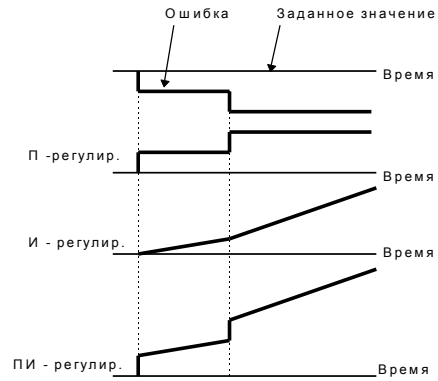 Ошибка
Заданное значение
Время
П -регулир.
Время
И - регулир.
Время
ПИ - регулир.
Время